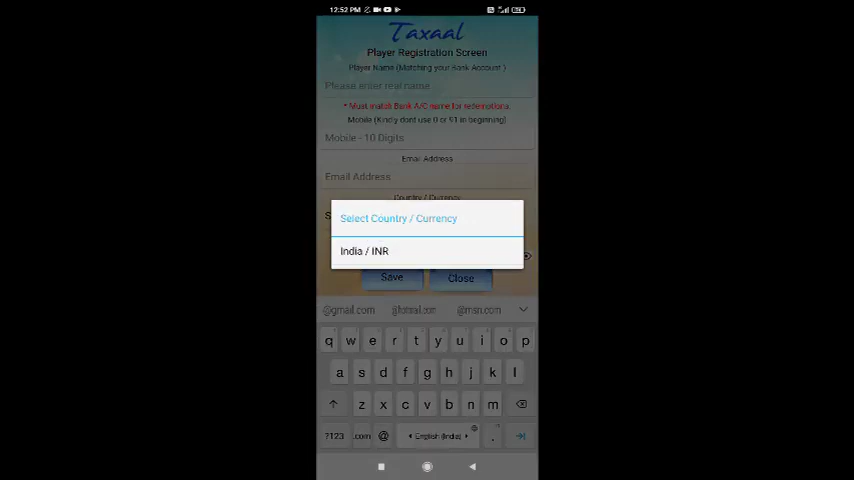 12:52 PM
Taxaal
Player Registration Screen
Player Name (Matching your Bank Account )
Please enter real name
* Must match Bank A/C name for redemptions.
Mobile (Kindly dont use 0 or 91 in beginning)
Mobile - 10 Digits
Email Address
Email Address
Country / Currency
S
Select Country / Currency
India / INR
Save Close
@gmail.com @hotmail.com @msn.com
q w e r t y u i o p
a s d f g h j k l
z x c v b n m
?123 .com @ English (India) .